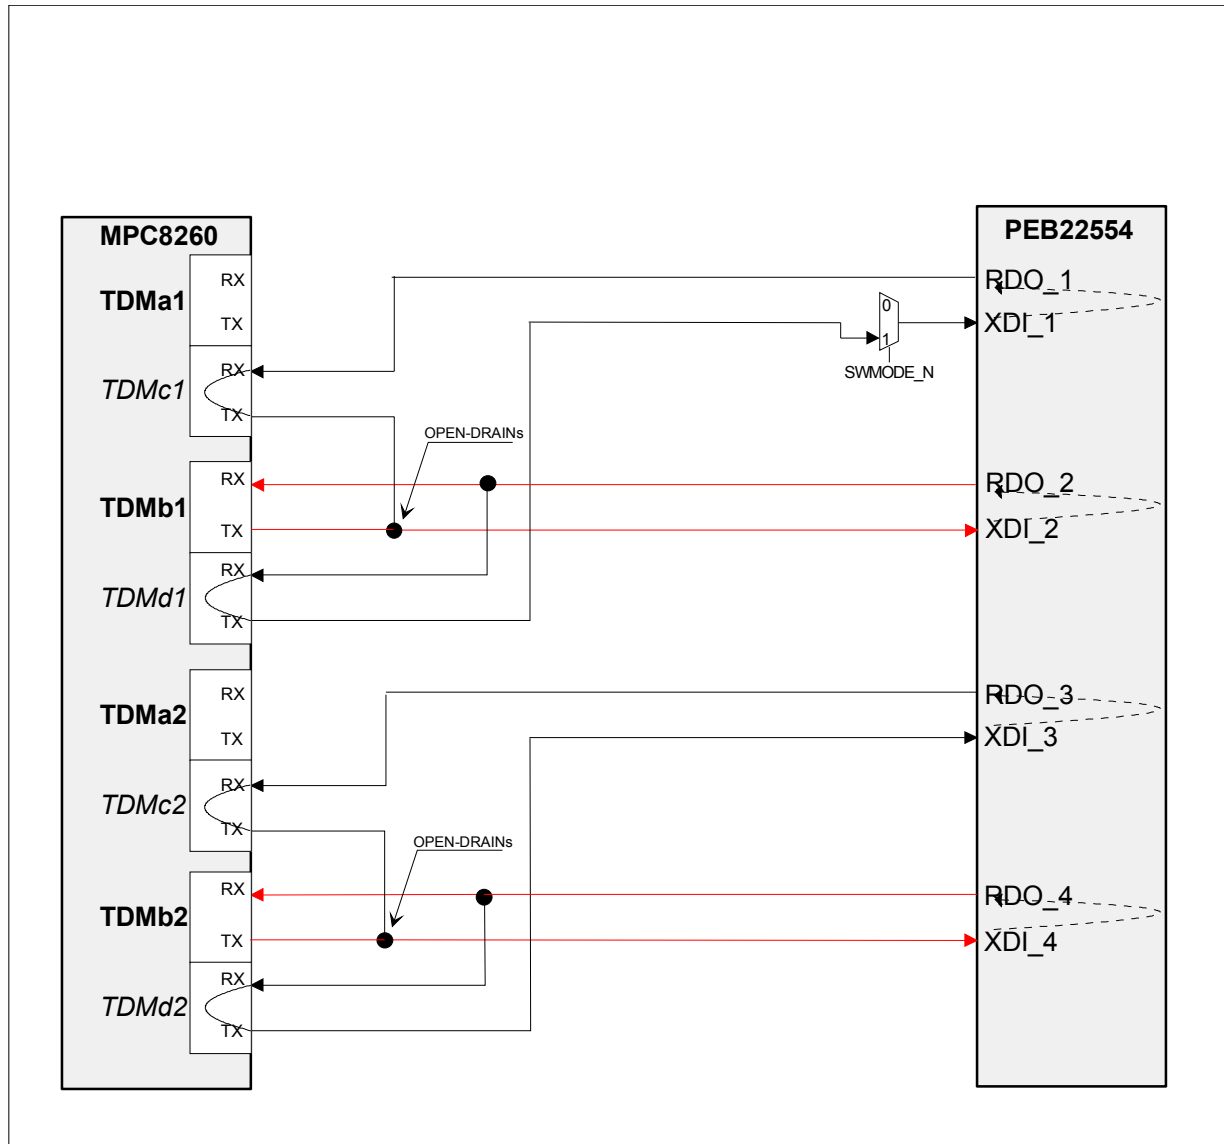 MPC8260
PEB22554
TDMa1
RX
TX
RDO_1
XDI_1
0
1
SWMODE_N
TDMc1
RX
TX
OPEN-DRAINs
TDMb1
RX
TX
RDO_2
XDI_2
TDMd1
RX
TX
TDMa2
RX
TX
RDO_3
XDI_3
TDMc2
RX
TX
OPEN-DRAINs
TDMb2
RX
TX
RDO_4
XDI_4
TDMd2
RX
TX